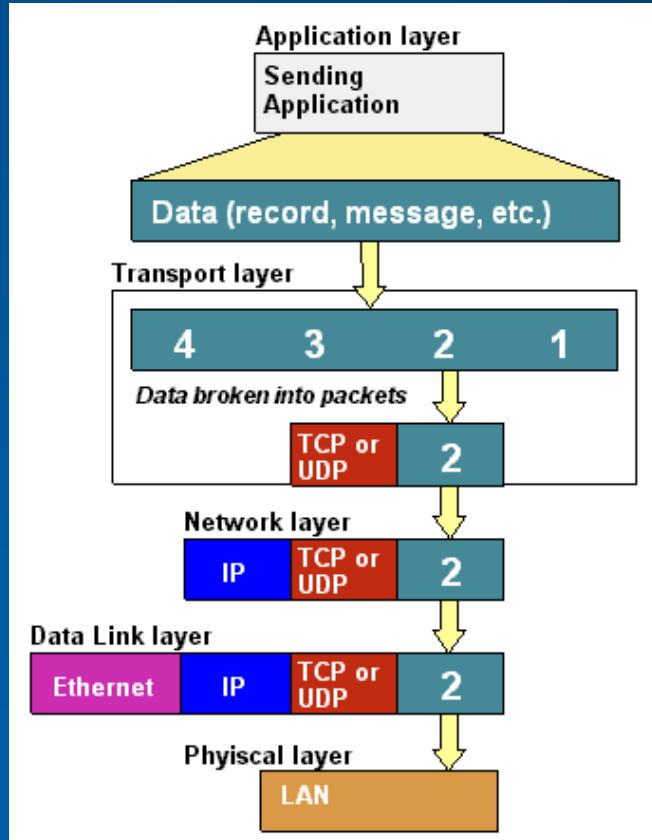 Application layer
Sending
Application
Data (record, message, etc.)
Transport layer
4 3 2 1
Data broken into packets
TCP or
UDP
2
Network layer
IP
TCP or
UDP
2
Data Link layer
Ethernet
IP
TCP or
UDP
2
Phyiscal layer
LAN